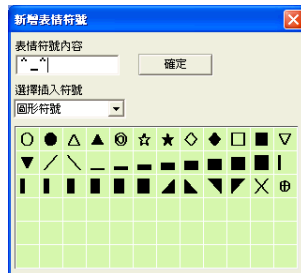 新增表情符號
表情符號內容
^_^
確定
選擇插入符號
圖形符號
○ ● △ ▲ ◎ ☆ ★ ◇ ◆ □ ■ ▽
▼ ╱ ╲ ▁ ▂ ▃ ▄ ▅ ▆ ▇ █ ▏
▎ ▍ ▌ ▋ ▊ ▉ ◢ ◣ ◥ ◤ ╳ ⊕